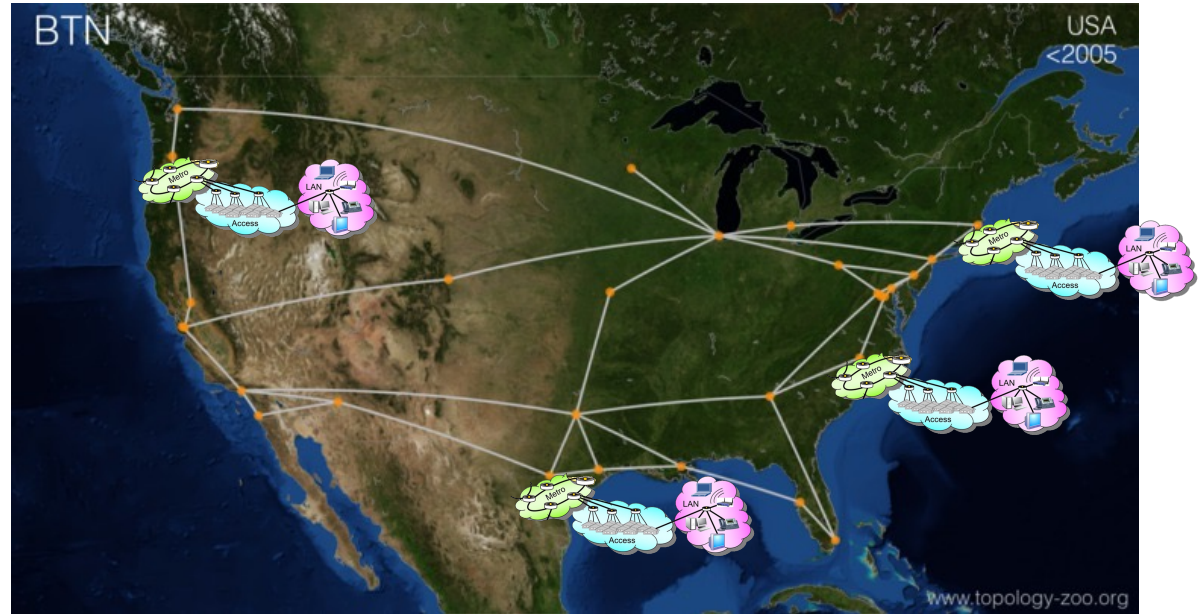 BTN
USA
<2005
Metro
LAN
Access
Metro
LAN
Access
Metro
LAN
Access
Metro
LAN
Access
www.topology-zoo.org